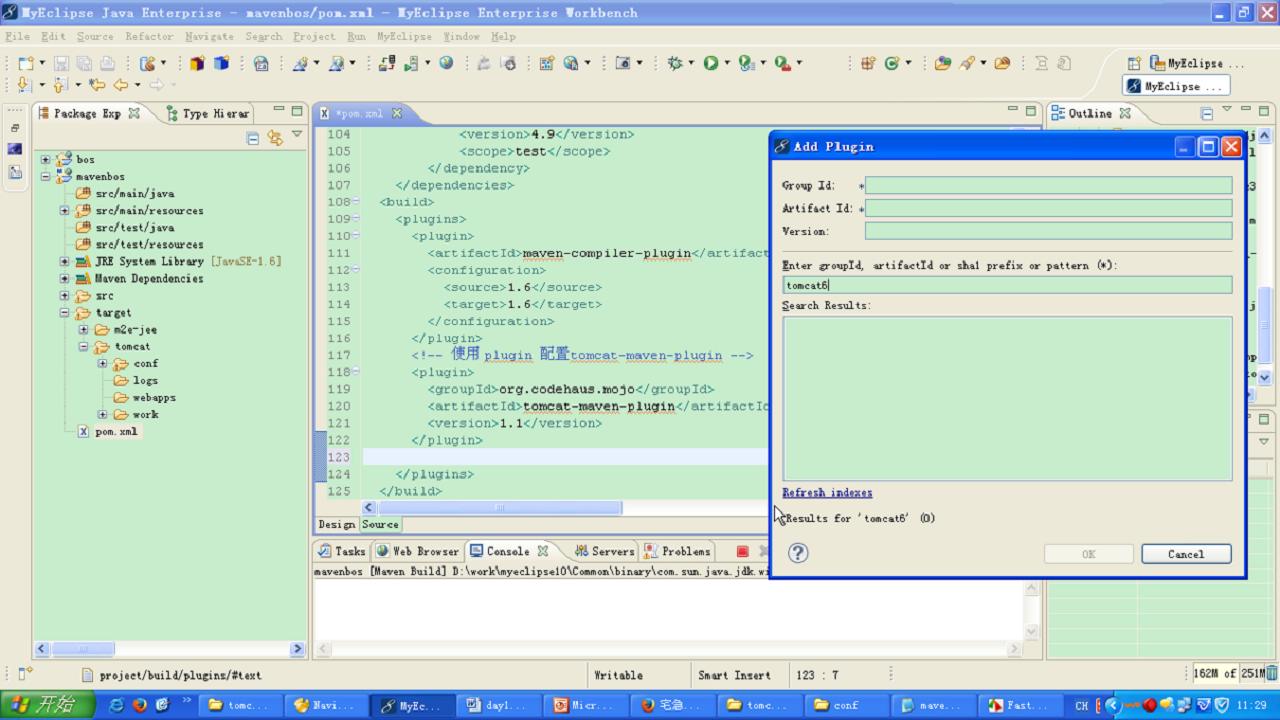 MyEclipse Java Enterprise - mavenbos/pom.xml - MyEclipse Enterprise Workbench
File Edit Source Refactor Navigate Search Project Run MyEclipse Window Help
MyEclipse ...
MyEclipse ...
Package Exp
Type Hierar
*pom.xml
Outline
bos
mavenbos
src/main/java
src/main/resources
src/test/java
src/test/resources
JRE System Library [JavaSE-1.6]
Maven Dependencies
src
target
m2e-jee
tomcat
conf
logs
webapps
work
pom.xml
104 <version>4.9</version>
105 <scope>test</scope>
106 </dependency>
107 </dependencies>
108 <build>
109 <plugins>
110 <plugin>
111 <artifactId>maven-compiler-plugin</artifact
112 <configuration>
113 <source>1.6</source>
114 <target>1.6</target>
115 </configuration>
116 </plugin>
117 <!-- 使用 plugin 配置tomcat-maven-plugin -->
118 <plugin>
119 <groupId>org.codehaus.mojo</groupId>
120 <artifactId>tomcat-maven-plugin</artifactId
121 <version>1.1</version>
122 </plugin>
123
124 </plugins>
125 </build>
Design Source
Add Plugin
Group Id: *
Artifact Id: *
Version:
Enter groupId, artifactId or sha1 prefix or pattern (*):
tomcat6
Search Results:
Refresh indexes
Results for 'tomcat6' (0)
OK
Cancel
Tasks Web Browser Console Servers Problems
mavenbos [Maven Build] D:\work\myeclipse10\Common\binary\com.sun.java.jdk.wi
project/build/plugins/#text
Writable
Smart Insert
123 : 7
162M of 251M
开始
tomc...
Navi...
MyEc...
day1...
Micr...
宅急...
tomc...
conf
mave...
Fast...
CH
11:29